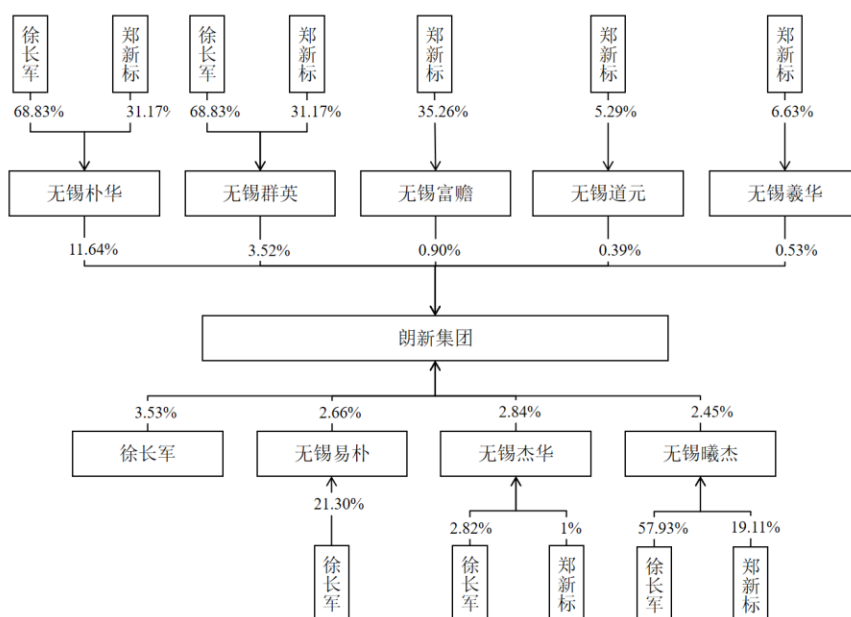 徐长军
郑新标
徐长军
郑新标
郑新标
郑新标
郑新标
68.83%
31.17%
68.83%
31.17%
35.26%
5.29%
6.63%
无锡朴华
无锡群英
无锡富赡
无锡道元
无锡羲华
11.64%
3.52%
0.90%
0.39%
0.53%
朗新集团
3.53%
2.66%
2.84%
2.45%
徐长军
无锡易朴
无锡杰华
无锡曦杰
21.30%
2.82%
1%
57.93%
19.11%
徐长军
徐长军
郑新标
徐长军
郑新标